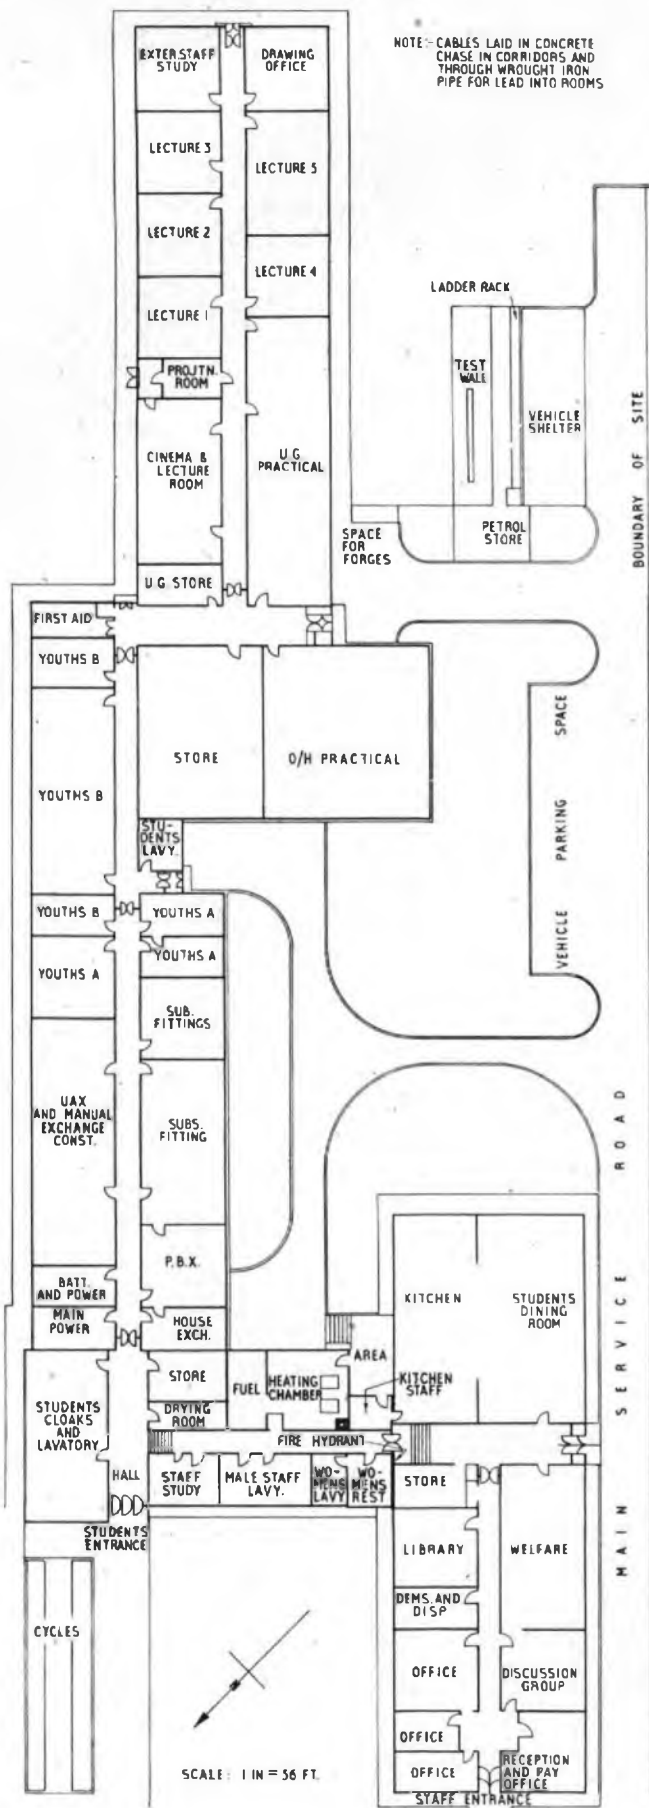 NOTE:- CABLES LAID IN CONCRETE
CHASE IN CORRIDORS AND
THROUGH WROUGHT IRON
PIPE FOR LEAD INTO ROOMS
EXTER. STAFF
STUDY
DRAWING
OFFICE
LECTURE 3
LECTURE 5
LECTURE 2
LECTURE 4
LECTURE 1
PROJTN.
ROOM
CINEMA &
LECTURE
ROOM
U.G.
PRACTICAL
U.G. STORE
LADDER RACK
TEST
WALL
VEHICLE
SHELTER
PETROL
STORE
SPACE
FOR
FORGES
BOUNDARY OF SITE
FIRST AID
YOUTHS B
STORE
O/H PRACTICAL
YOUTHS B
VEHICLE PARKING SPACE
STU-
DENTS
LAVY.
YOUTHS B
YOUTHS A
YOUTHS A
YOUTHS A
SUB.
FITTINGS
UAX
AND MANUAL
EXCHANGE
CONST.
SUBS.
FITTING
P.B.X.
BATT.
AND POWER
MAIN
POWER
HOUSE
EXCH.
KITCHEN
STUDENTS
DINING
ROOM
MAIN SERVICE ROAD
AREA
KITCHEN
STAFF
STORE
FUEL
HEATING
CHAMBER
DRYING
ROOM
STUDENTS
CLOAKS
AND
LAVATORY
FIRE HYDRANT
HALL
STAFF
STUDY
MALE STAFF
LAVY.
WO-
MENS
LAVY
WO-
MENS
REST
STORE
STUDENTS
ENTRANCE
LIBRARY
WELFARE
DEMS. AND
DISP
CYCLES
OFFICE
DISCUSSION
GROUP
OFFICE
OFFICE
RECEPTION
AND PAY
OFFICE
STAFF ENTRANCE
SCALE: 1 IN = 56 FT.